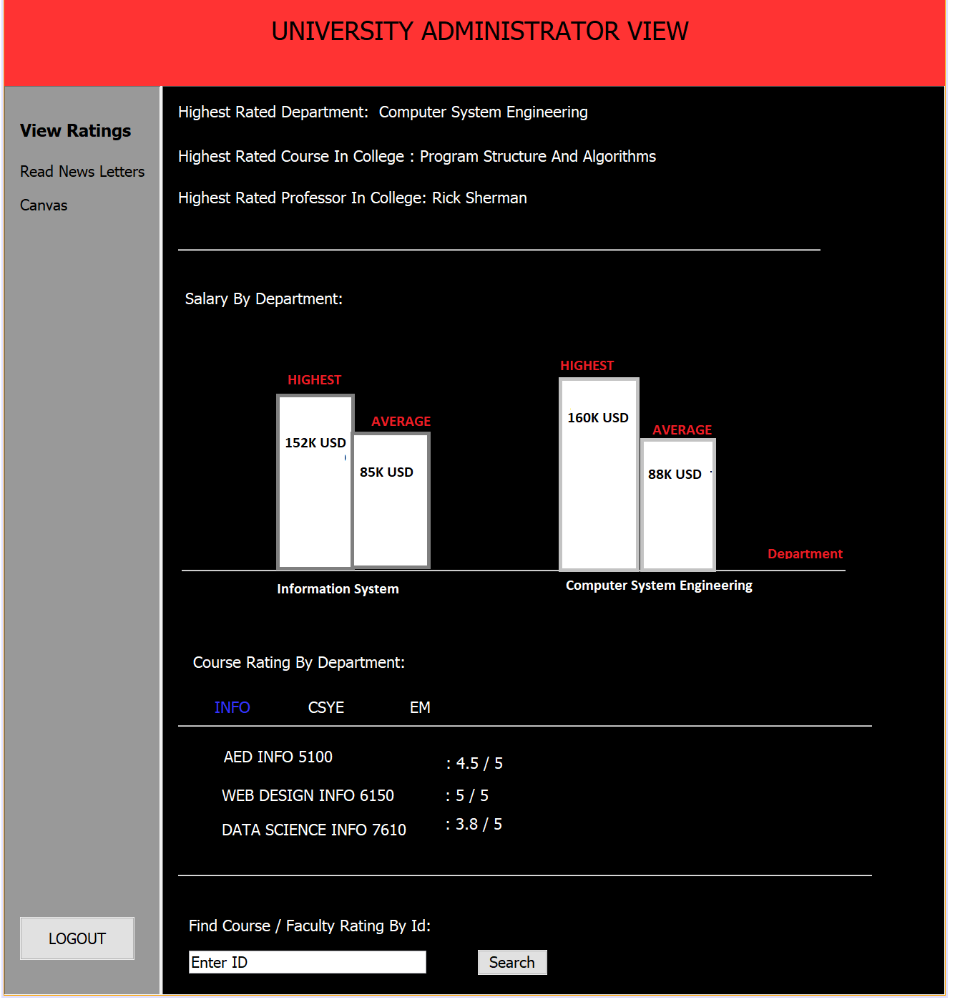 UNIVERSITY ADMINISTRATOR VIEW
View Ratings
Read News Letters
Canvas
LOGOUT
Highest Rated Department: Computer System Engineering
Highest Rated Course In College : Program Structure And Algorithms
Highest Rated Professor In College: Rick Sherman
Salary By Department:
HIGHEST
152K USD
AVERAGE
85K USD
Information System
HIGHEST
160K USD
AVERAGE
88K USD
Computer System Engineering
Department
Course Rating By Department:
INFO CSYE EM
AED INFO 5100 : 4.5 / 5
WEB DESIGN INFO 6150 : 5 / 5
DATA SCIENCE INFO 7610 : 3.8 / 5
Find Course / Faculty Rating By Id:
Enter ID Search